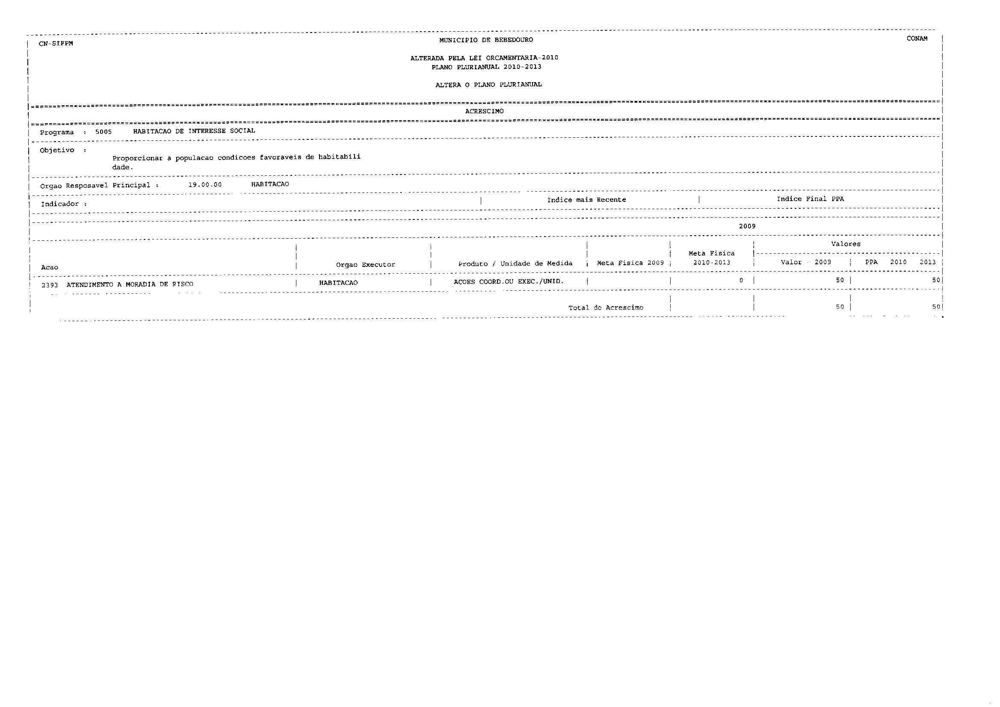 CN-SIFPM MUNICIPIO DE BEBEDOURO CONAM
ALTERADA PELA LEI ORCAMENTARIA-2010
PLANO PLURIANUAL 2010-2013
ALTERA O PLANO PLURIANUAL
ACRESCIMO
Programa : 5005 HABITACAO DE INTERESSE SOCIAL
Objetivo :
Proporcionar a populacao condicoes favoraveis de habitabili
dade.
Orgao Resposavel Principal : 19.00.00 HABITACAO
Indicador : | Indice mais Recente | Indice Final PPA
2009
Valores
Meta Fisica
Acao | Orgao Executor | Produto / Unidade de Medida | Meta Fisica 2009 | 2010-2013 | Valor - 2009 | PPA 2010 2013
2393 ATENDIMENTO A MORADIA DE RISCO | HABITACAO | ACOES COORD.OU EXEC./UNID. | | 0 | 50 | 50
Total do Acrescimo | | 50 | 50